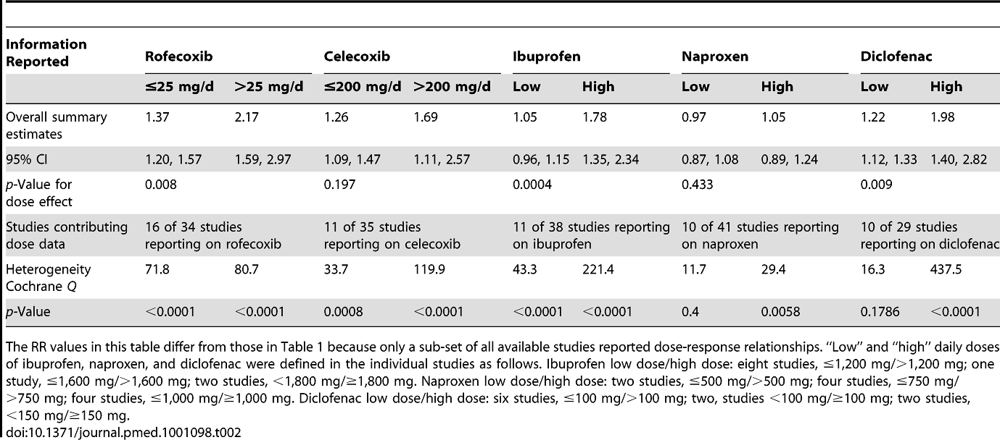 Information Reported Rofecoxib Celecoxib Ibuprofen Naproxen Diclofenac
≤25 mg/d >25 mg/d ≤200 mg/d >200 mg/d Low High Low High Low High
Overall summary estimates 1.37 2.17 1.26 1.69 1.05 1.78 0.97 1.05 1.22 1.98
95% CI 1.20, 1.57 1.59, 2.97 1.09, 1.47 1.11, 2.57 0.96, 1.15 1.35, 2.34 0.87, 1.08 0.89, 1.24 1.12, 1.33 1.40, 2.82
p-Value for dose effect 0.008 0.197 0.0004 0.433 0.009
Studies contributing dose data 16 of 34 studies reporting on rofecoxib 11 of 35 studies reporting on celecoxib 11 of 38 studies reporting on ibuprofen 10 of 41 studies reporting on naproxen 10 of 29 studies reporting on diclofenac
Heterogeneity Cochrane Q 71.8 80.7 33.7 119.9 43.3 221.4 11.7 29.4 16.3 437.5
p-Value <0.0001 <0.0001 0.0008 <0.0001 <0.0001 <0.0001 0.4 0.0058 0.1786 <0.0001
The RR values in this table differ from those in Table 1 because only a sub-set of all available studies reported dose-response relationships. “Low” and “high” daily doses
of ibuprofen, naproxen, and diclofenac were defined in the individual studies as follows. Ibuprofen low dose/high dose: eight studies, ≤1,200 mg/>1,200 mg; one
study, ≤1,600 mg/>1,600 mg; two studies, <1,800 mg/≥1,800 mg. Naproxen low dose/high dose: two studies, ≤500 mg/>500 mg; four studies, ≤750 mg/
>750 mg; four studies, ≤1,000 mg/≥1,000 mg. Diclofenac low dose/high dose: six studies, ≤100 mg/>100 mg; two, studies <100 mg/≥100 mg; two studies,
<150 mg/≥150 mg.
doi:10.1371/journal.pmed.1001098.t002